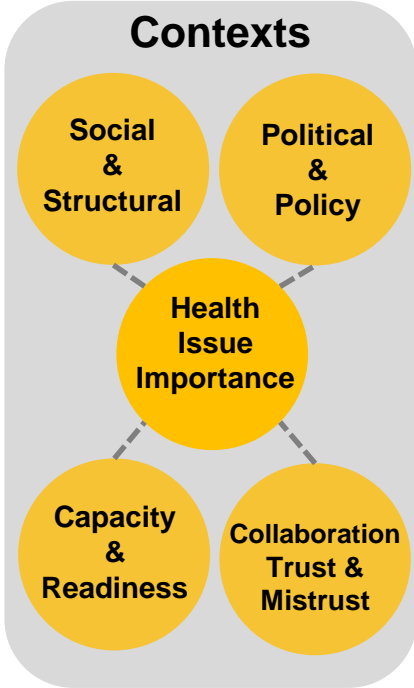 Contexts
Social
&
Structural
Political
&
Policy
Health
Issue
Importance
Capacity
&
Readiness
Collaboration
Trust &
Mistrust